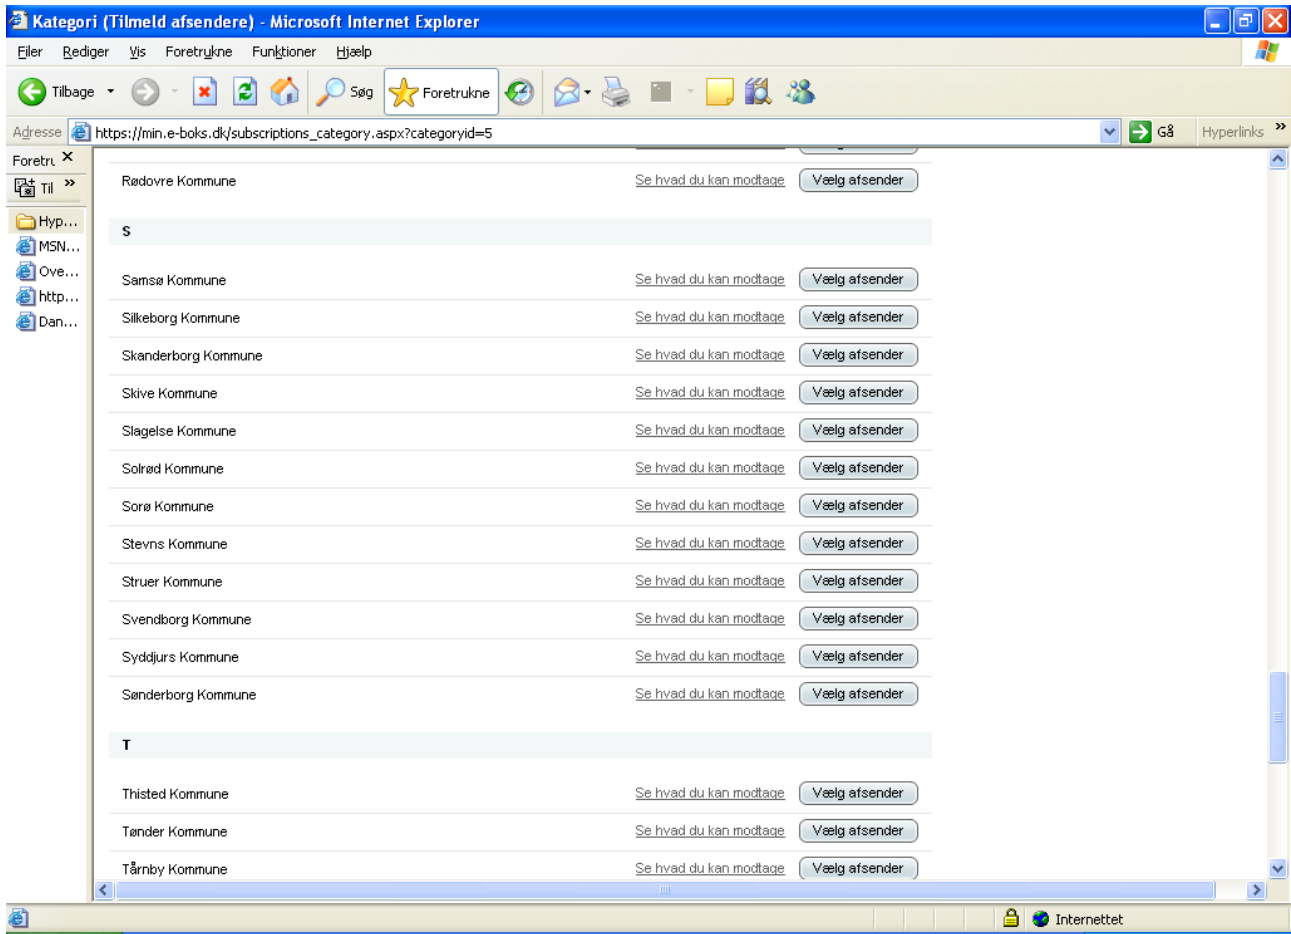 Kategori (Tilmeld afsendere) - Microsoft Internet Explorer
Filer Rediger Vis Foretrukne Funktioner Hjælp
Tilbage Søg Foretrukne
Adresse https://min.e-boks.dk/subscriptions_category.aspx?categoryid=5 Gå Hyperlinks »
Foretru X
Til »
Hyp...
MSN...
Ove...
http...
Dan...
Rødovre Kommune Se hvad du kan modtage Vælg afsender
S
Samsø Kommune Se hvad du kan modtage Vælg afsender
Silkeborg Kommune Se hvad du kan modtage Vælg afsender
Skanderborg Kommune Se hvad du kan modtage Vælg afsender
Skive Kommune Se hvad du kan modtage Vælg afsender
Slagelse Kommune Se hvad du kan modtage Vælg afsender
Solrød Kommune Se hvad du kan modtage Vælg afsender
Sorø Kommune Se hvad du kan modtage Vælg afsender
Stevns Kommune Se hvad du kan modtage Vælg afsender
Struer Kommune Se hvad du kan modtage Vælg afsender
Svendborg Kommune Se hvad du kan modtage Vælg afsender
Syddjurs Kommune Se hvad du kan modtage Vælg afsender
Sønderborg Kommune Se hvad du kan modtage Vælg afsender
T
Thisted Kommune Se hvad du kan modtage Vælg afsender
Tønder Kommune Se hvad du kan modtage Vælg afsender
Tårnby Kommune Se hvad du kan modtage Vælg afsender
Internettet